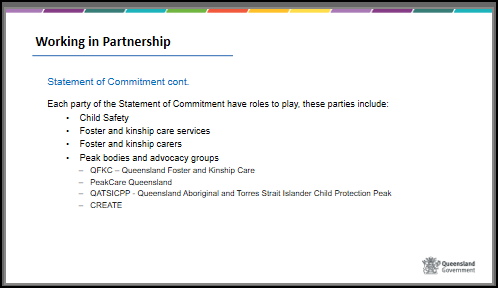 Working in Partnership
Statement of Commitment cont.
Each party of the Statement of Commitment have roles to play, these parties include:
• Child Safety
• Foster and kinship care services
• Foster and kinship carers
• Peak bodies and advocacy groups
– QFKC – Queensland Foster and Kinship Care
– PeakCare Queensland
– QATSICPP - Queensland Aboriginal and Torres Strait Islander Child Protection Peak
– CREATE
Queensland
Government